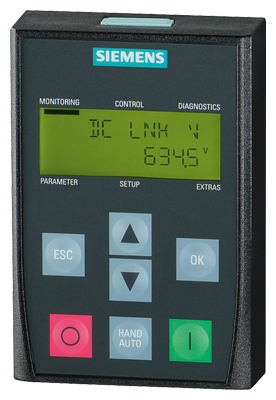 SIEMENS
MONITORING CONTROL DIAGNOSTICS
DC LNK V
634.5 V
PARAMETER SETUP EXTRAS
ESC
OK
HAND
AUTO